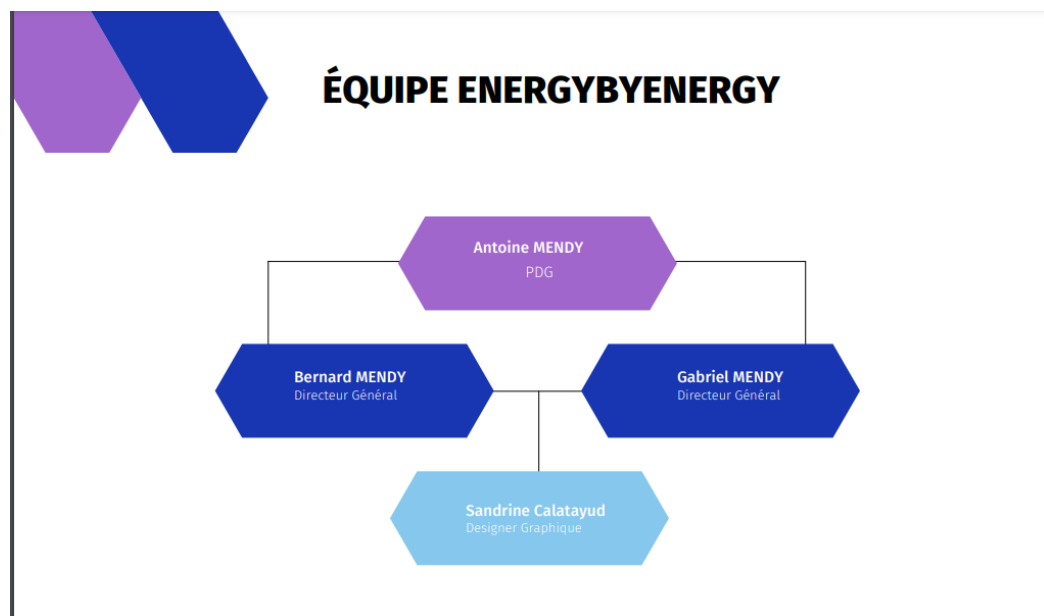 ÉQUIPE ENERGYBYENERGY
Antoine MENDY
PDG
Bernard MENDY
Directeur Général
Gabriel MENDY
Directeur Général
Sandrine Calatayud
Designer Graphique